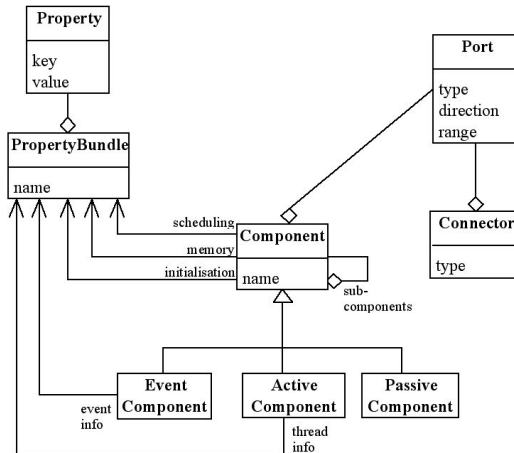 Property
key
value
Port
type
direction
range
PropertyBundle
name
scheduling
memory
initialisation
Component
name
sub-
components
Connector
type
Event
Component
Active
Component
Passive
Component
event
info
thread
info